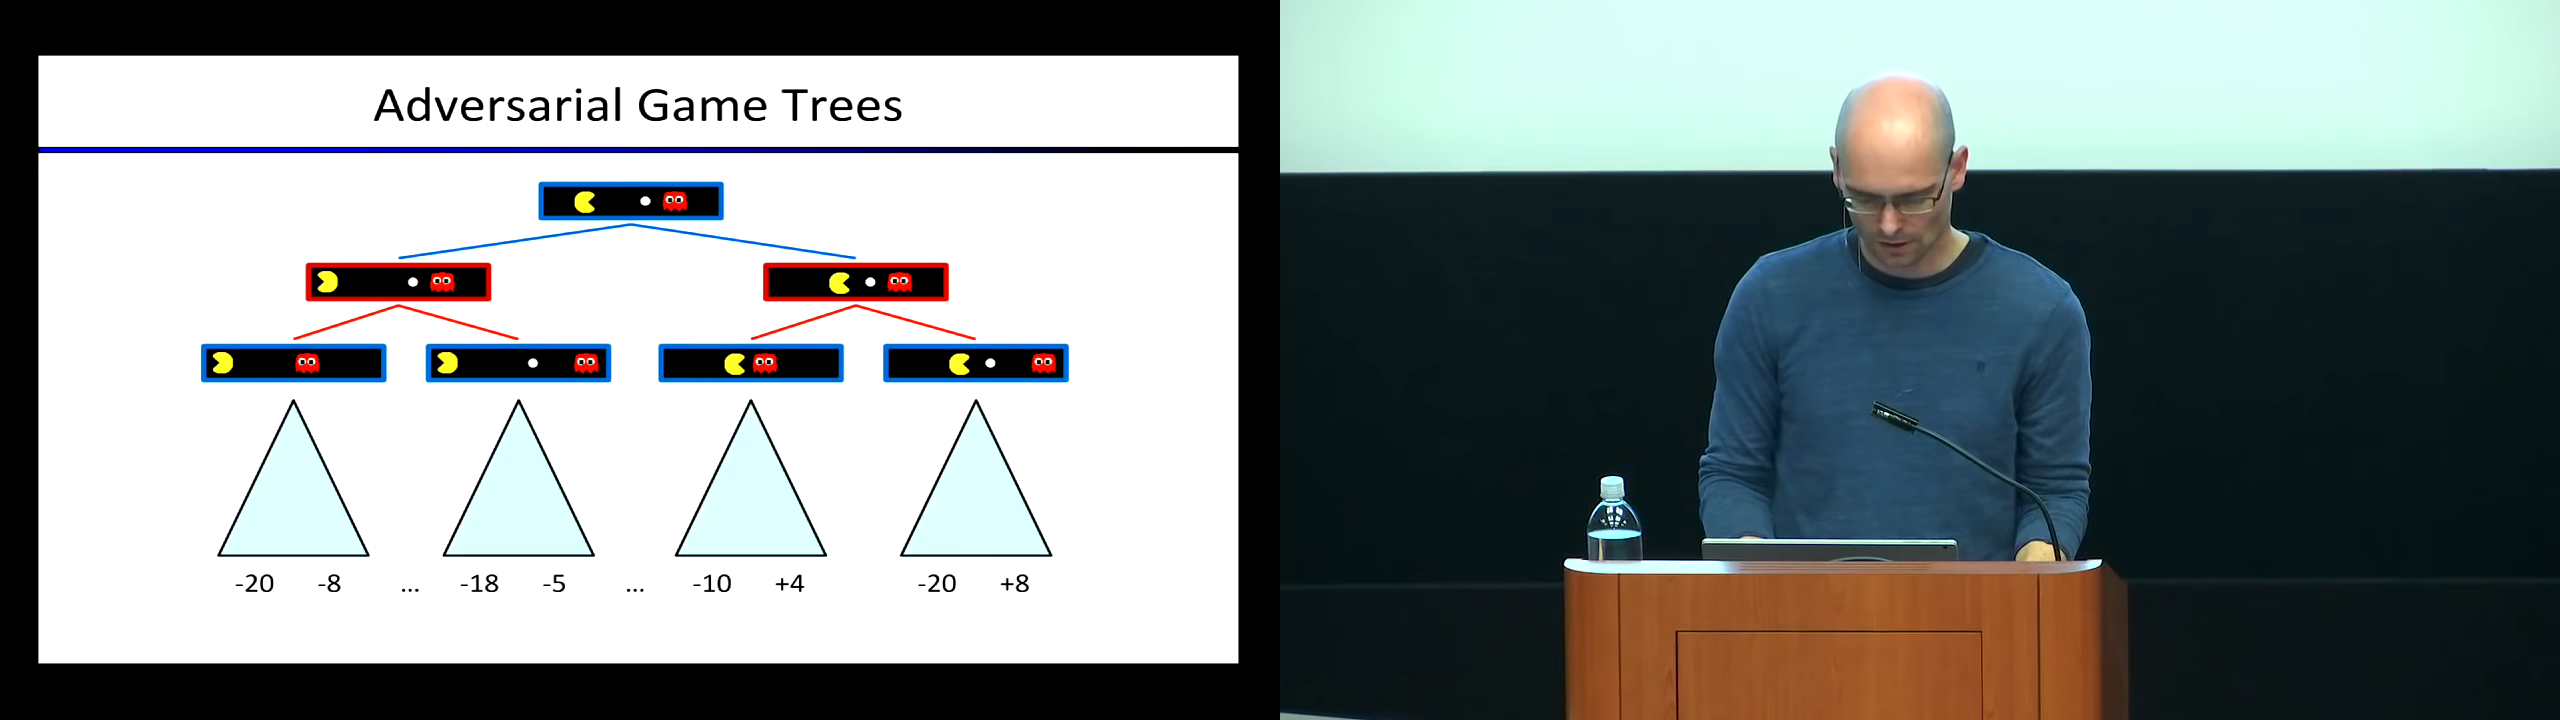 Adversarial Game Trees
-20 -8 ... -18 -5 ... -10 +4 -20 +8